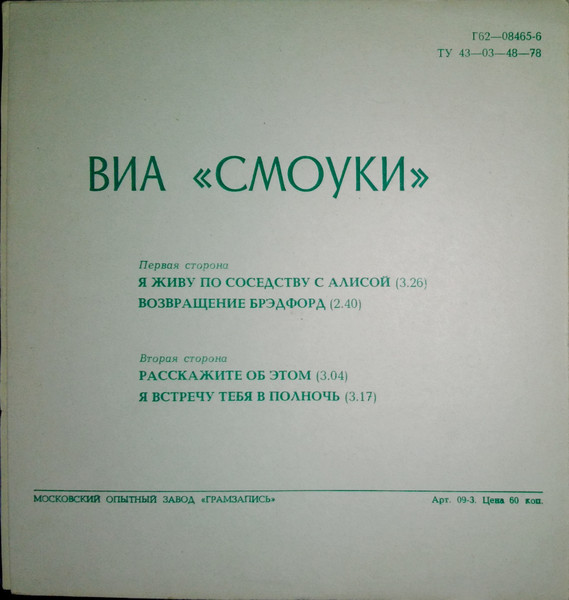 Г62—08465-6
ТУ 43—03—48—78
ВИА «СМОУКИ»
Первая сторона
Я ЖИВУ ПО СОСЕДСТВУ С АЛИСОЙ (3.26)
ВОЗВРАЩЕНИЕ БРЭДФОРД (2.40)
Вторая сторона
РАССКАЖИТЕ ОБ ЭТОМ (3.04)
Я ВСТРЕЧУ ТЕБЯ В ПОЛНОЧЬ (3.17)
МОСКОВСКИЙ ОПЫТНЫЙ ЗАВОД «ГРАМЗАПИСЬ» Арт. 09-3. Цена 60 коп.